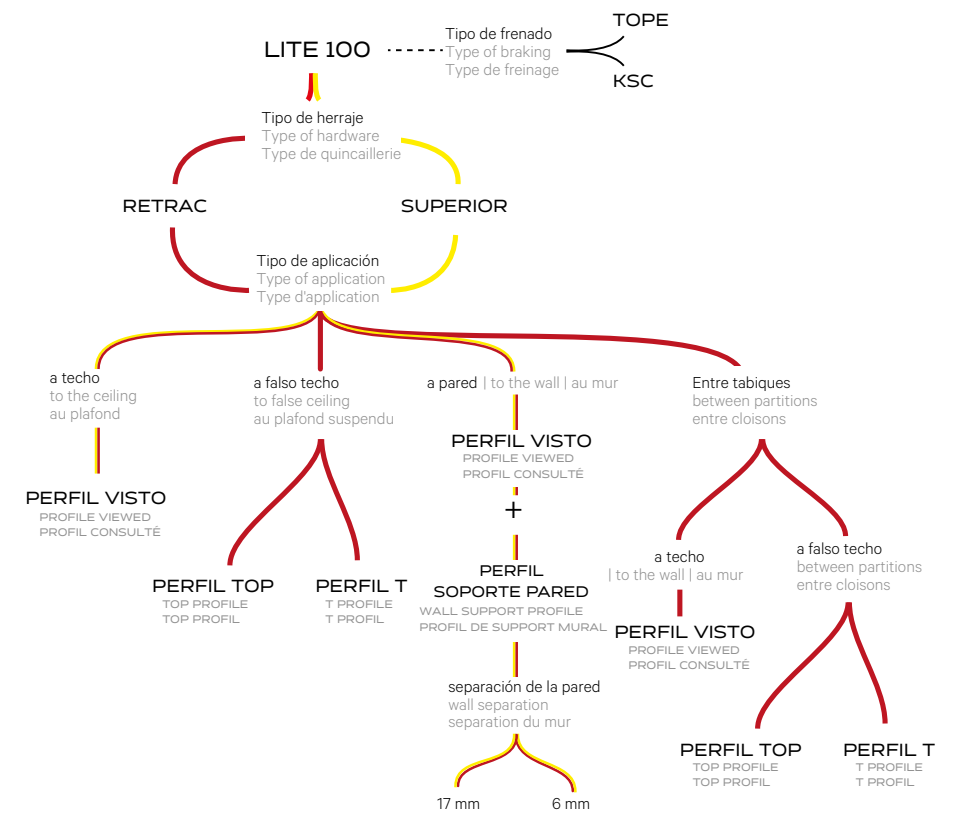 LITE 100
Tipo de frenado
Type of braking
Type de freinage
TOPE
KSC
Tipo de herraje
Type of hardware
Type de quincaillerie
RETRAC
SUPERIOR
Tipo de aplicación
Type of application
Type d'application
a techo
to the ceiling
au plafond
PERFIL VISTO
PROFILE VIEWED
PROFIL CONSULTÉ
a falso techo
to false ceiling
au plafond suspendu
PERFIL TOP
TOP PROFILE
TOP PROFIL
PERFIL T
T PROFILE
T PROFIL
a pared | to the wall | au mur
PERFIL VISTO
PROFILE VIEWED
PROFIL CONSULTÉ
+
PERFIL
SOPORTE PARED
WALL SUPPORT PROFILE
PROFIL DE SUPPORT MURAL
separación de la pared
wall separation
separation du mur
17 mm
6 mm
Entre tabiques
between partitions
entre cloisons
a techo
| to the wall | au mur
PERFIL VISTO
PROFILE VIEWED
PROFIL CONSULTÉ
a falso techo
between partitions
entre cloisons
PERFIL TOP
TOP PROFILE
TOP PROFIL
PERFIL T
T PROFILE
T PROFIL